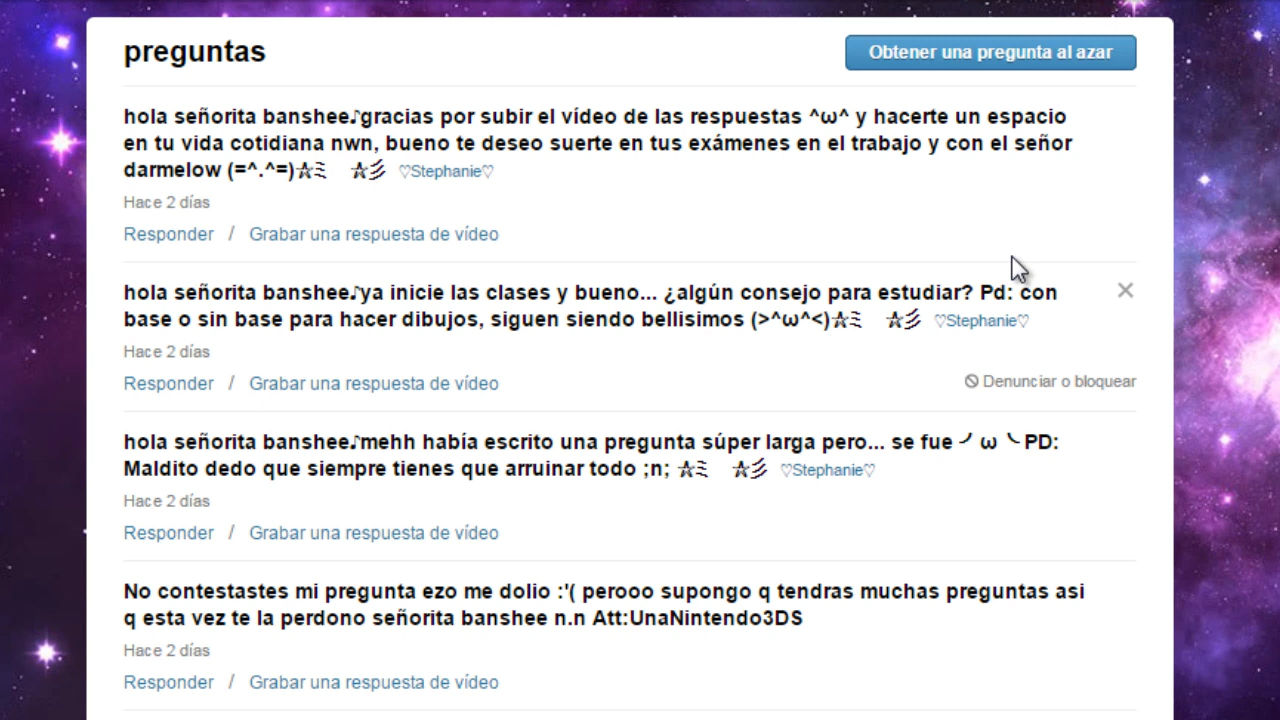 preguntas
Obtener una pregunta al azar
hola señorita banshee♪gracias por subir el vídeo de las respuestas ^ω^ y hacerte un espacio
en tu vida cotidiana nwn, bueno te deseo suerte en tus exámenes en el trabajo y con el señor
darmelow (=^.^=)☆ミ ☆彡 ♡Stephanie♡
Hace 2 días
Responder / Grabar una respuesta de vídeo
hola señorita banshee♪ya inicie las clases y bueno... ¿algún consejo para estudiar? Pd: con
base o sin base para hacer dibujos, siguen siendo bellisimos (>^ω^<)☆ミ ☆彡 ♡Stephanie♡
Hace 2 días
Responder / Grabar una respuesta de vídeo
Denunciar o bloquear
hola señorita banshee♪mehh había escrito una pregunta súper larga pero... se fue ╯ω╰ PD:
Maldito dedo que siempre tienes que arruinar todo ;n; ☆ミ ☆彡 ♡Stephanie♡
Hace 2 días
Responder / Grabar una respuesta de vídeo
No contestastes mi pregunta ezo me dolio :'( perooo supongo q tendras muchas preguntas asi
q esta vez te la perdono señorita banshee n.n Att:UnaNintendo3DS
Hace 2 días
Responder / Grabar una respuesta de vídeo